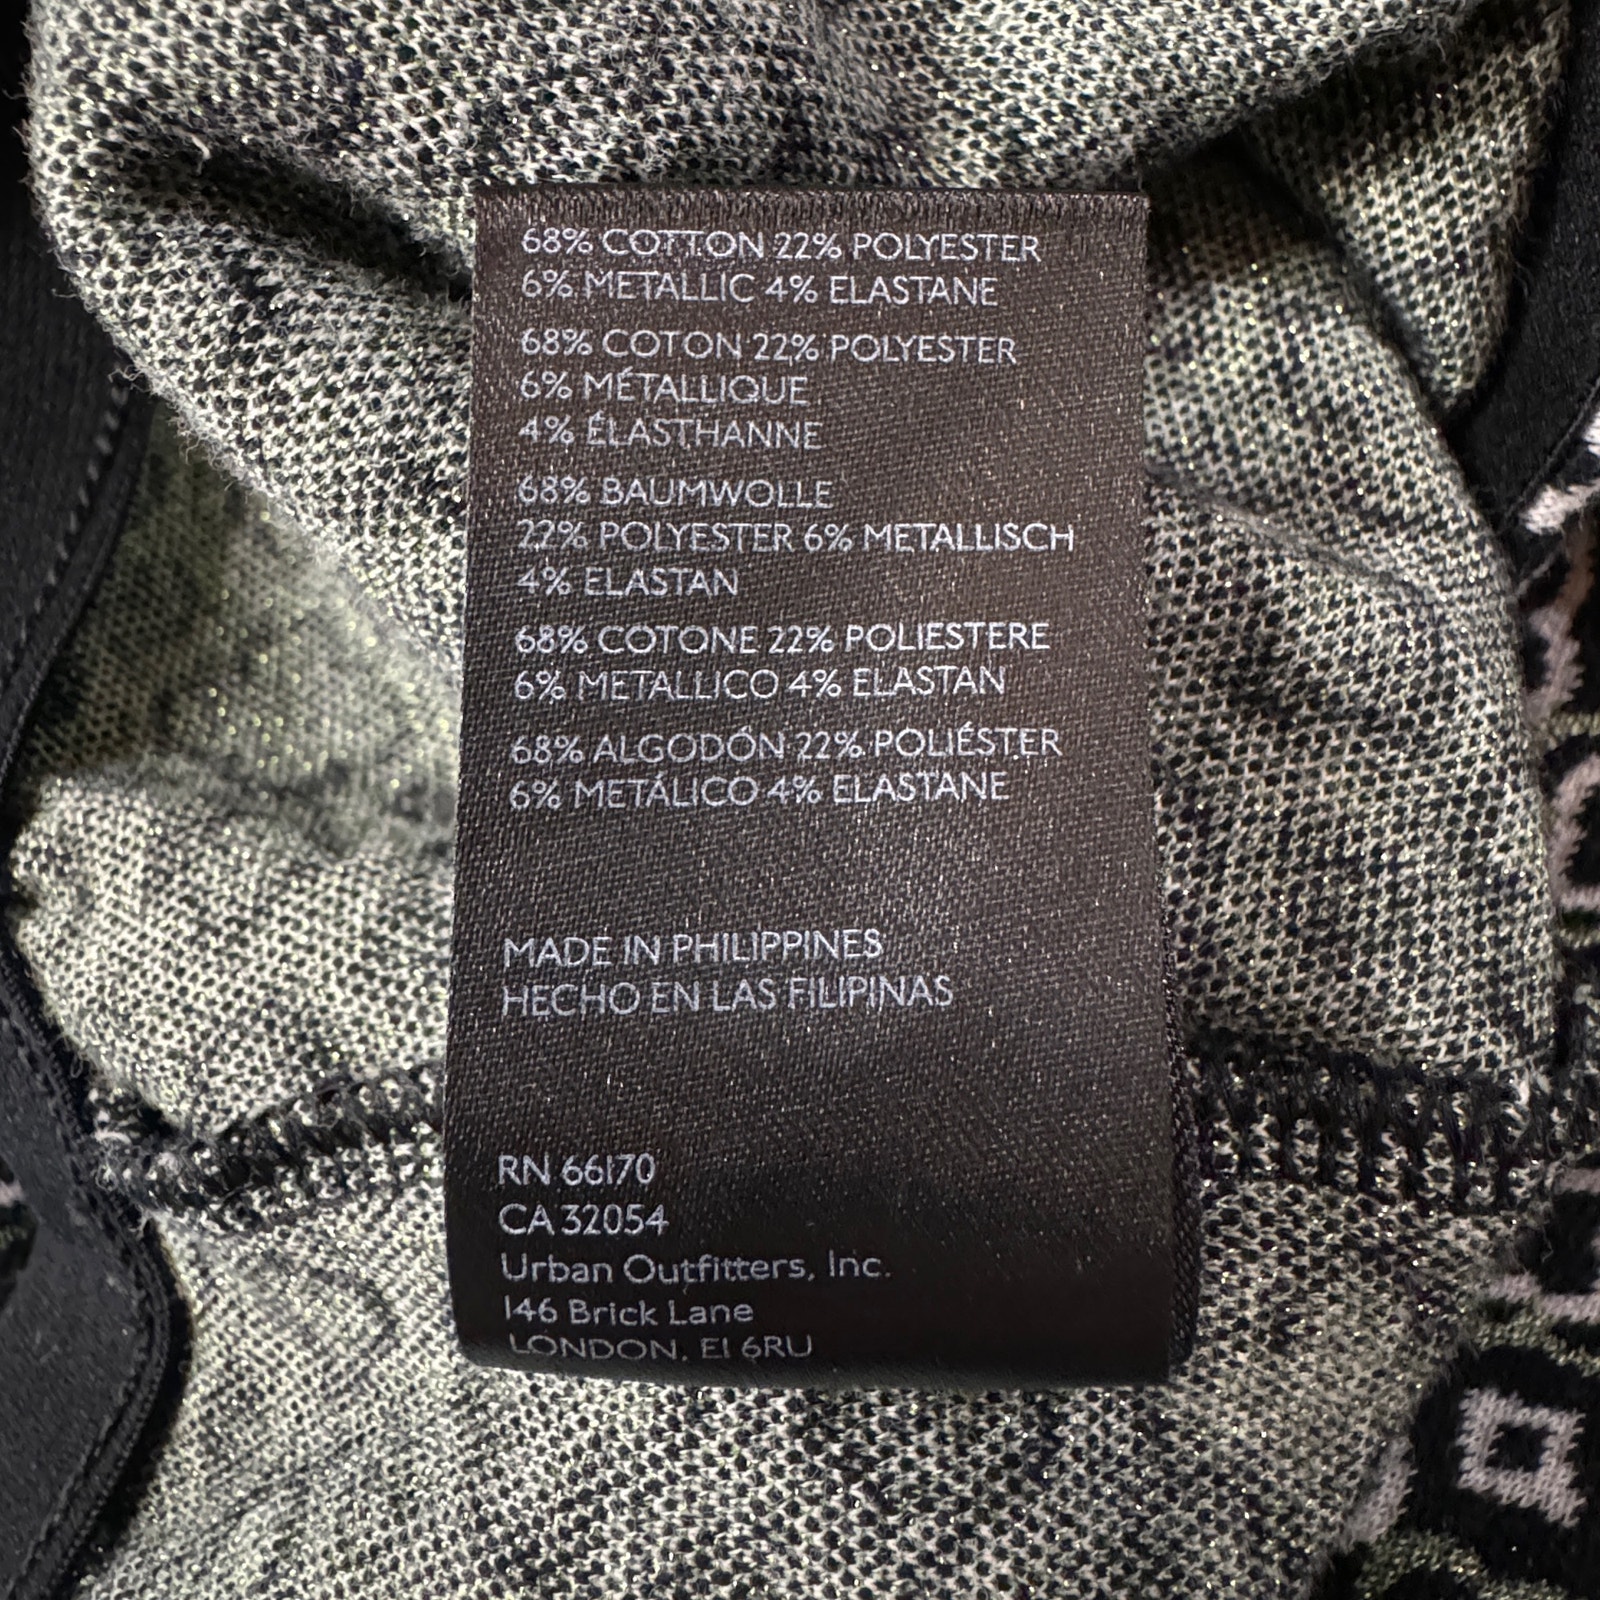 68% COTTON 22% POLYESTER
6% METALLIC 4% ELASTANE
68% COTON 22% POLYESTER
6% MÉTALLIQUE
4% ÉLASTHANNE
68% BAUMWOLLE
22% POLYESTER 6% METALLISCH
4% ELASTAN
68% COTONE 22% POLIESTERE
6% METALLICO 4% ELASTAN
68% ALGODÓN 22% POLIÉSTER
6% METÁLICO 4% ELASTANE
MADE IN PHILIPPINES
HECHO EN LAS FILIPINAS
RN 66170
CA 32054
Urban Outfitters, Inc.
146 Brick Lane
LONDON, E1 6RU